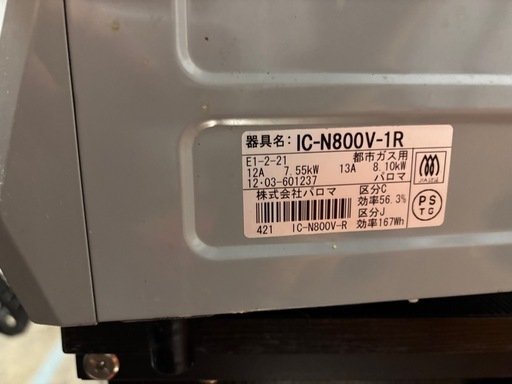 器具名: IC-N800V-1R
E1-2-21 都市ガス用
12A 7.55kW 13A 8.10kW
12.03-601237 パロマ
株式会社パロマ 区分C
効率56.3%
区分J
421 IC-N800V-R 効率167Wh
PS
TG